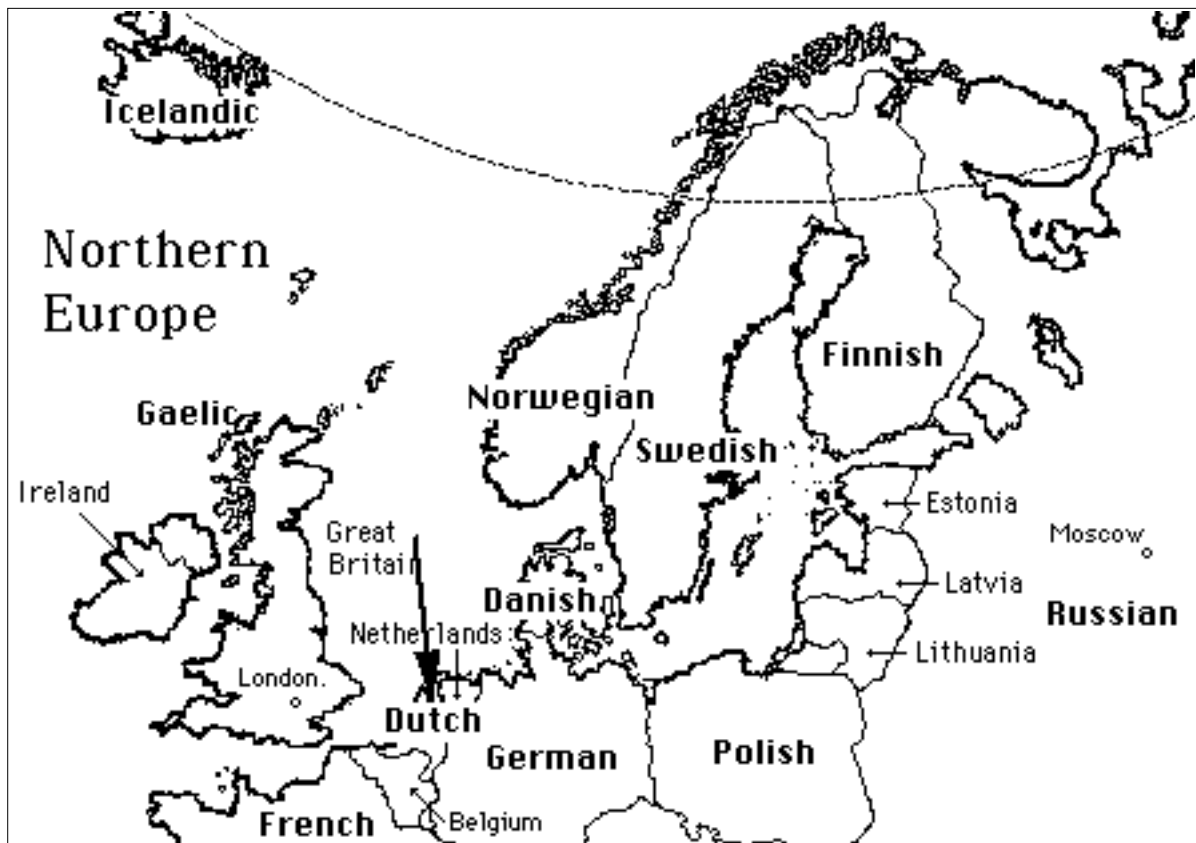 Icelandic
Northern
Europe
Finnish
Norwegian
Gaelic
Swedish
Ireland
Estonia
Great
Britain
Moscow
Latvia
Danish
Russian
Netherlands
Lithuania
London.
Dutch
German
Polish
Belgium
French